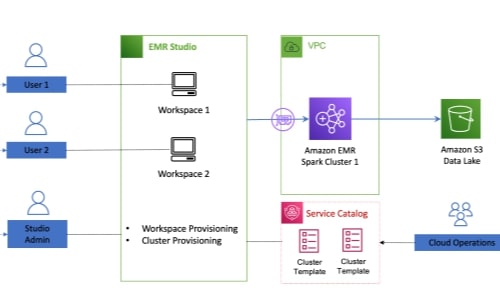 EMR Studio
VPC
User 1
Workspace 1
User 2
Workspace 2
Amazon EMR
Spark Cluster 1
Amazon S3
Data Lake
Studio
Admin
• Workspace Provisioning
• Cluster Provisioning
Service Catalog
Cluster
Template
Cluster
Template
Cloud Operations